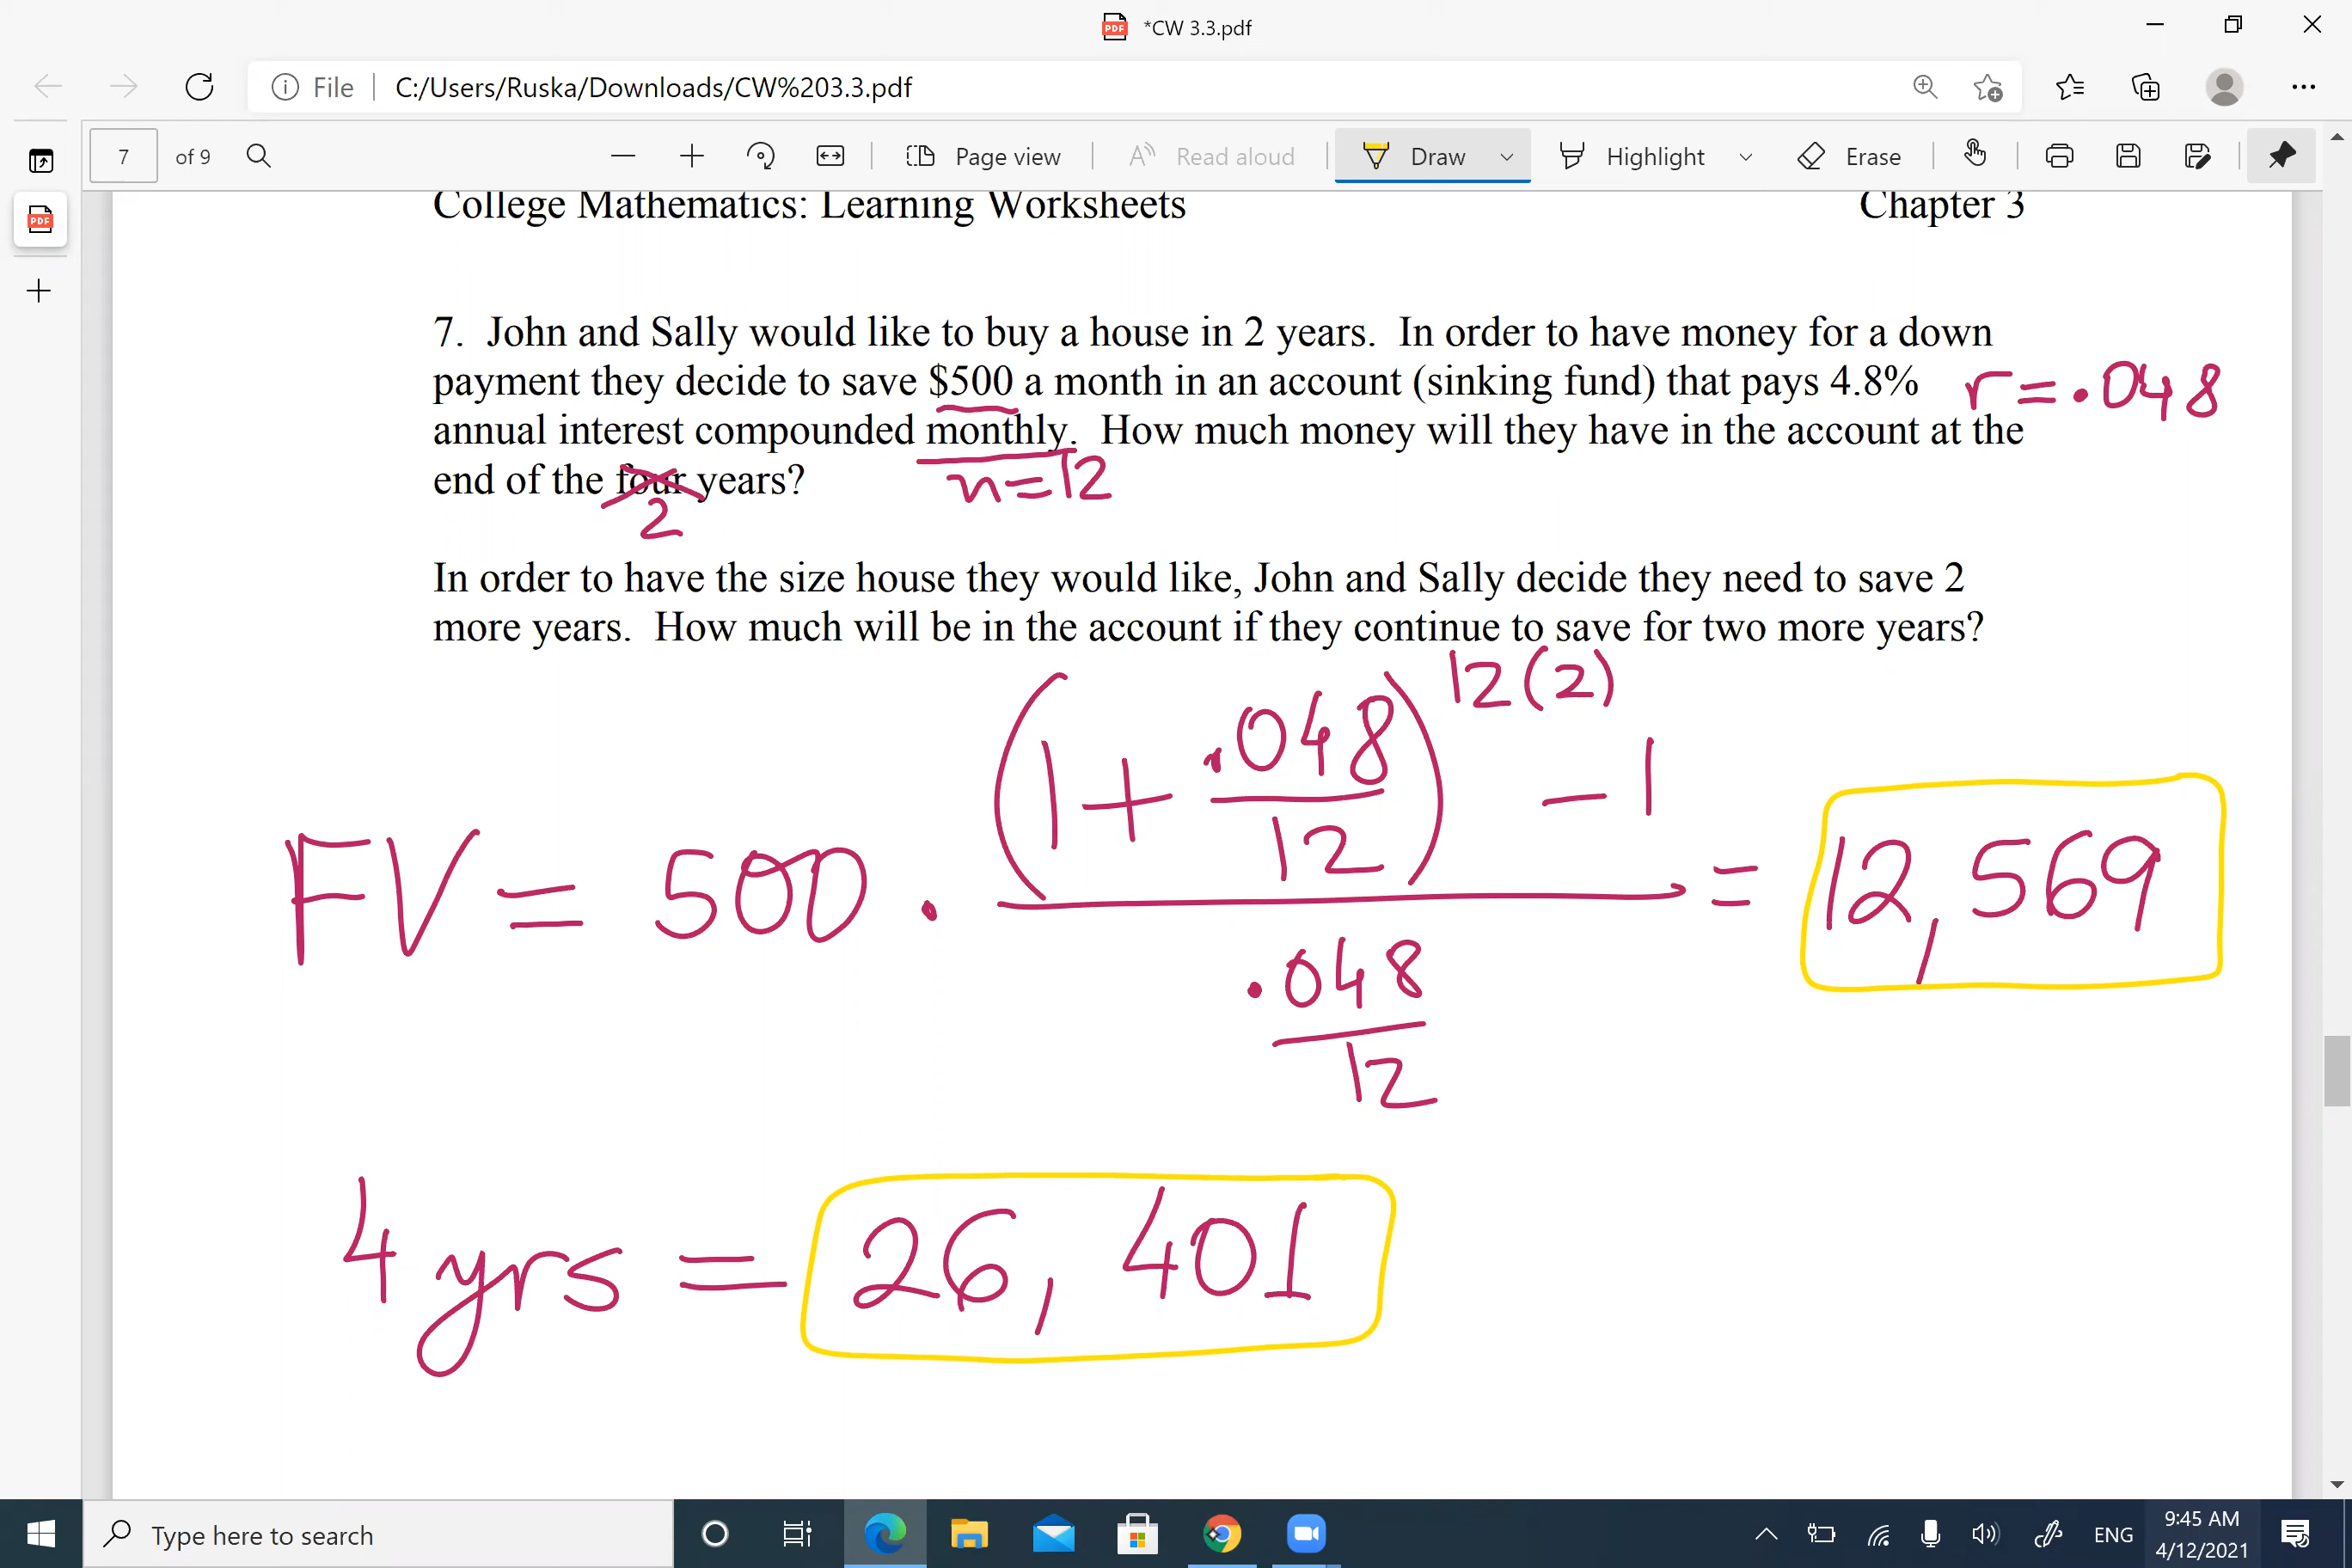 *CW 3.3.pdf
File C:/Users/Ruska/Downloads/CW%203.3.pdf
7 of 9 Page view Read aloud Draw Highlight Erase
College Mathematics: Learning Worksheets Chapter 3
7. John and Sally would like to buy a house in 2 years. In order to have money for a down
payment they decide to save $500 a month in an account (sinking fund) that pays 4.8% r = .048
annual interest compounded monthly. How much money will they have in the account at the
end of the four years? n=12
2
In order to have the size house they would like, John and Sally decide they need to save 2
more years. How much will be in the account if they continue to save for two more years?
12(2)
(1 + .048/12) - 1
FV = 500 . = 12,569
.048
12
4 yrs = 26,401
Type here to search
ENG 9:45 AM
4/12/2021